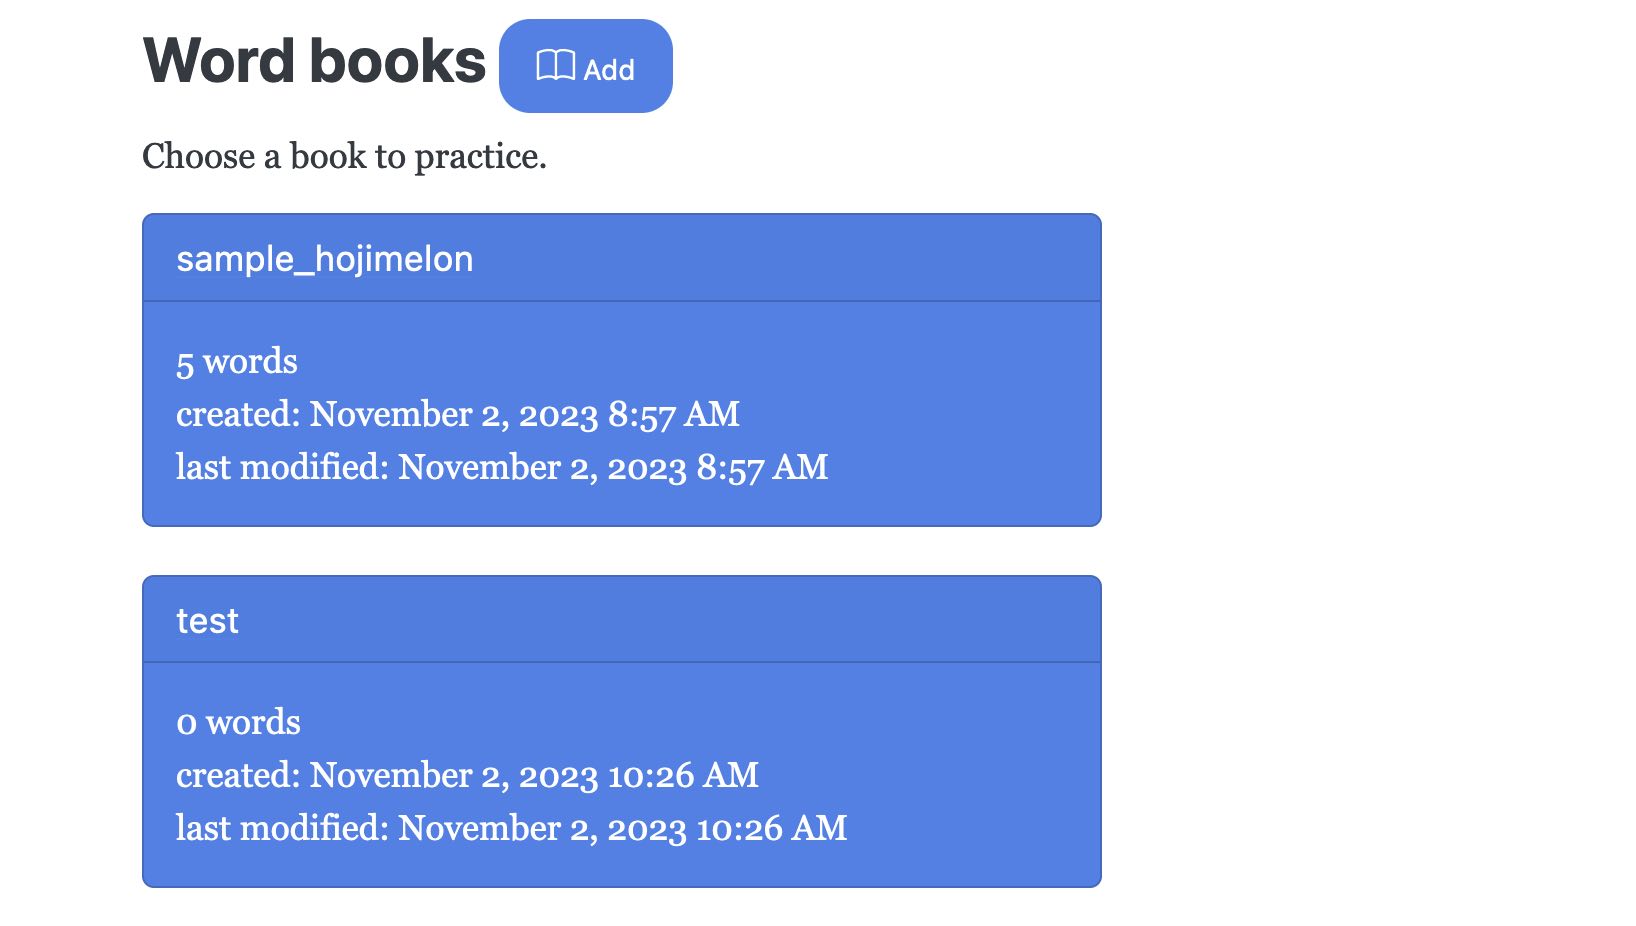 Word books
Add
Choose a book to practice.
sample_hojimelon
5 words
created: November 2, 2023 8:57 AM
last modified: November 2, 2023 8:57 AM
test
0 words
created: November 2, 2023 10:26 AM
last modified: November 2, 2023 10:26 AM